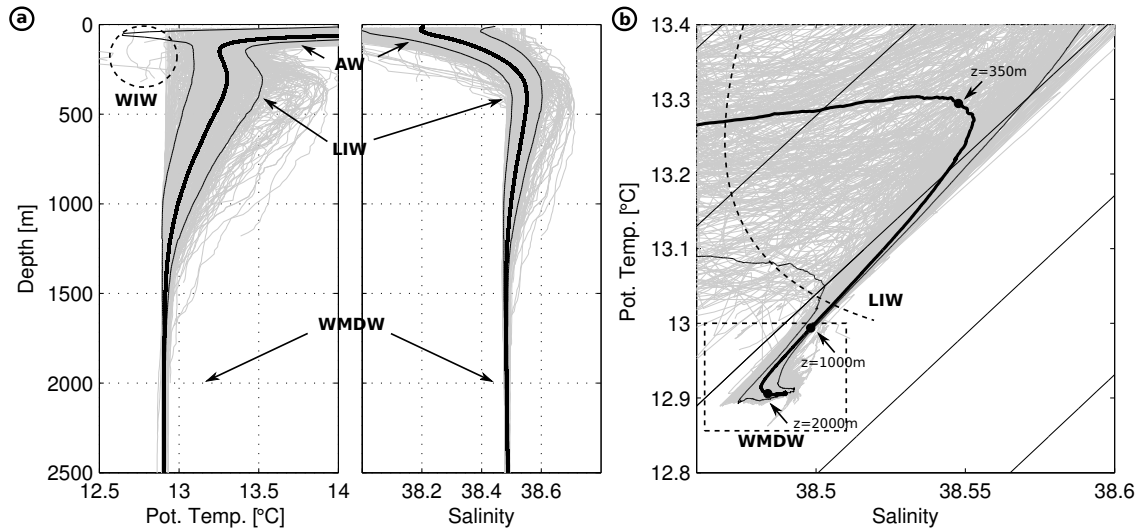 a
0
500
1000
1500
2000
2500
Depth [m]
12.5 13 13.5 14
Pot. Temp. [°C]
WIW
AW
LIW
WMDW
38.2 38.4 38.6
Salinity
b
13.4
13.3
13.2
13.1
13
12.9
12.8
Pot. Temp. [°C]
z=350m
LIW
z=1000m
z=2000m
WMDW
38.5 38.55 38.6
Salinity